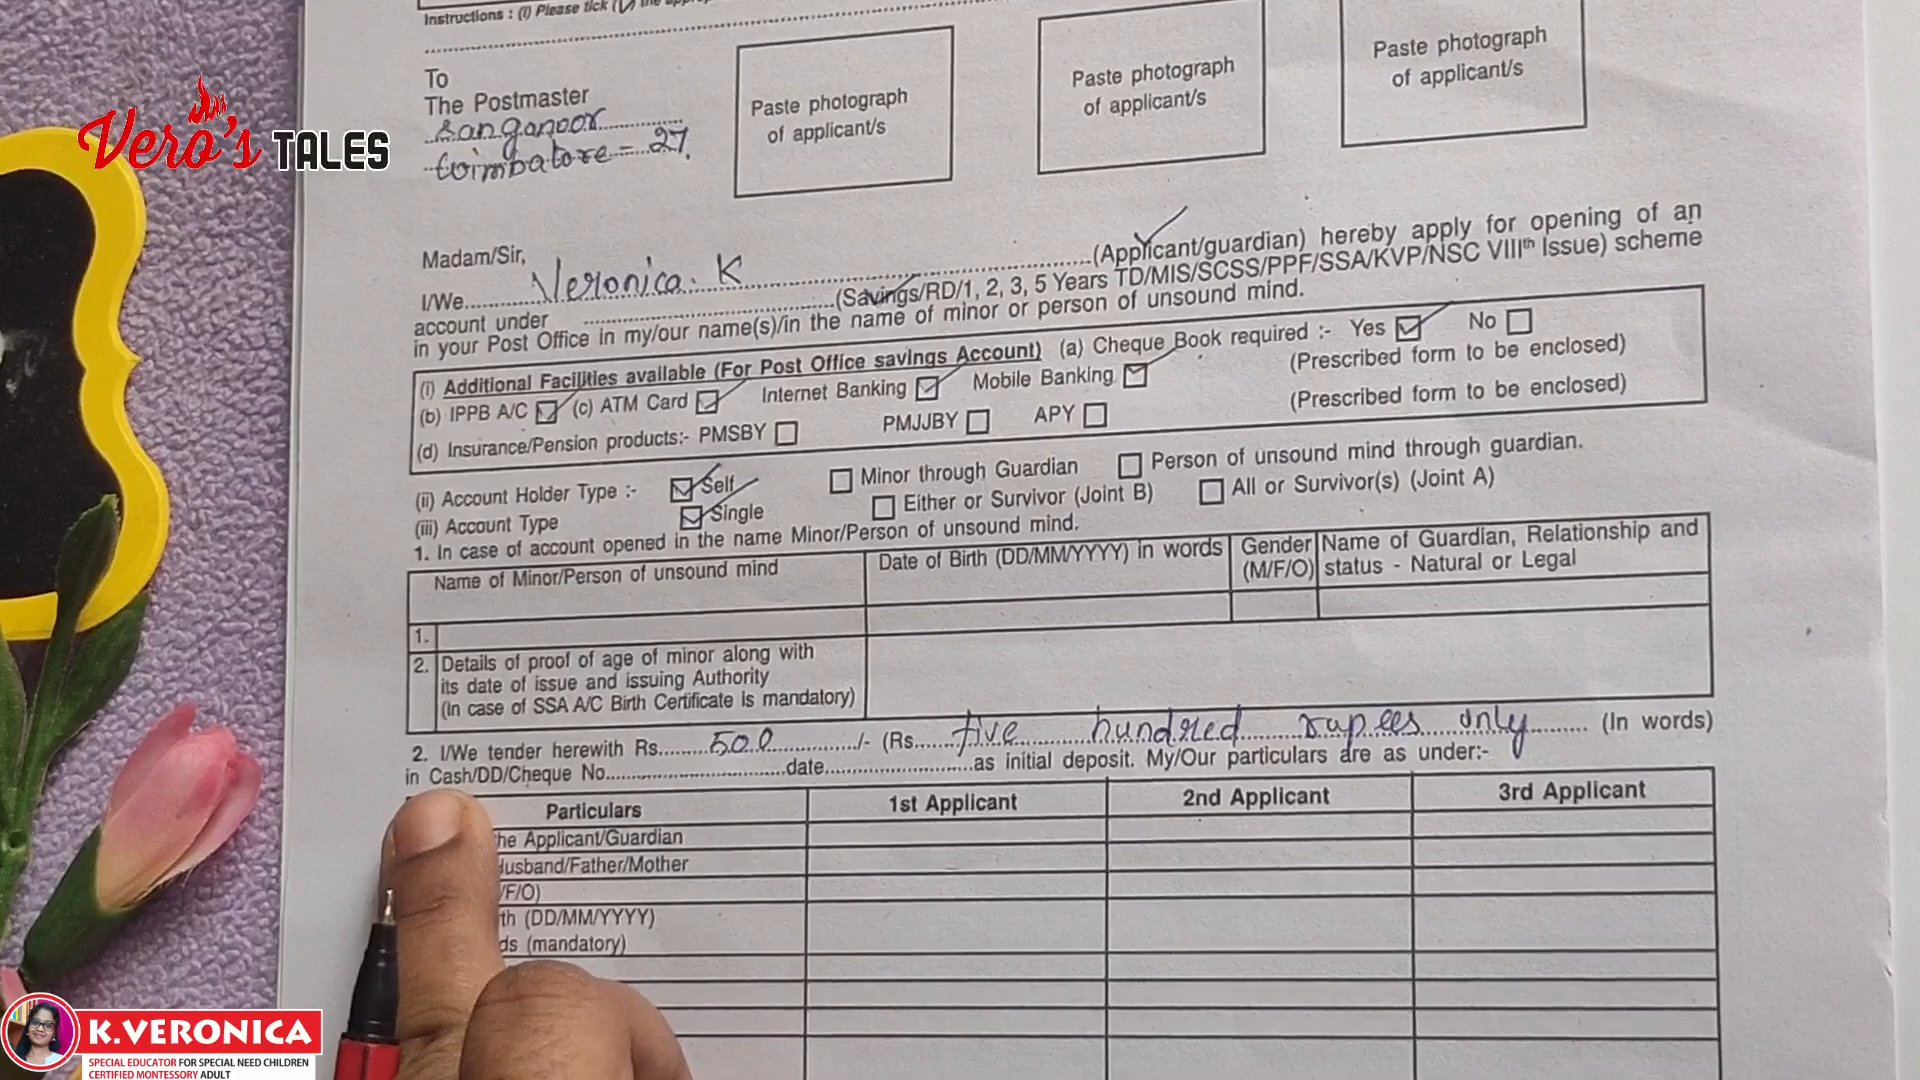 Instructions : (i) Please tick (✓) the
To
The Postmaster
Sanganoor
Coimbatore - 27.
Paste photograph
of applicant/s
Paste photograph
of applicant/s
Paste photograph
of applicant/s
Vero's TALES
Madam/Sir,
I/We Veronica. K (Applicant/guardian) hereby apply for opening of an
account under (Savings/RD/1, 2, 3, 5 Years TD/MIS/SCSS/PPF/SSA/KVP/NSC VIIIth Issue) scheme
in your Post Office in my/our name(s)/in the name of minor or person of unsound mind.
(i) Additional Facilities available (For Post Office savings Account) (a) Cheque Book required :- Yes No
(b) IPPB A/C (c) ATM Card Internet Banking Mobile Banking (Prescribed form to be enclosed)
(d) Insurance/Pension products:- PMSBY PMJJBY APY (Prescribed form to be enclosed)
(ii) Account Holder Type :- Self Minor through Guardian Person of unsound mind through guardian.
(iii) Account Type Single Either or Survivor (Joint B) All or Survivor(s) (Joint A)
1. In case of account opened in the name Minor/Person of unsound mind.
Name of Minor/Person of unsound mind
Date of Birth (DD/MM/YYYY) in words
Gender
(M/F/O)
Name of Guardian, Relationship and
status - Natural or Legal
1.
2. Details of proof of age of minor along with
its date of issue and issuing Authority
(In case of SSA A/C Birth Certificate is mandatory)
2. I/We tender herewith Rs. 500 /- (Rs. five hundred rupees only (In words)
in Cash/DD/Cheque No. date as initial deposit. My/Our particulars are as under:-
Particulars 1st Applicant 2nd Applicant 3rd Applicant
he Applicant/Guardian
Husband/Father/Mother
/F/O)
th (DD/MM/YYYY)
ds (mandatory)
K.VERONICA
SPECIAL EDUCATOR FOR SPECIAL NEED CHILDREN
CERTIFIED MONTESSORY ADULT